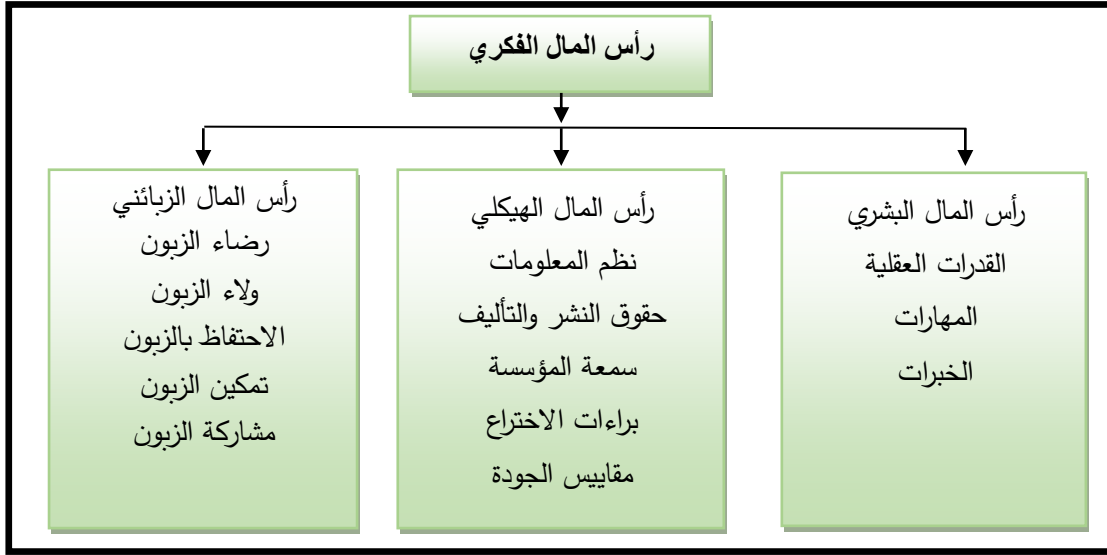 رأس المال الفكري
رأس المال البشري
القدرات العقلية
المهارات
الخبرات
رأس المال الهيكلي
نظم المعلومات
حقوق النشر والتأليف
سمعة المؤسسة
براءات الاختراع
مقاييس الجودة
رأس المال الزبائني
رضاء الزبون
ولاء الزبون
الاحتفاظ بالزبون
تمكين الزبون
مشاركة الزبون